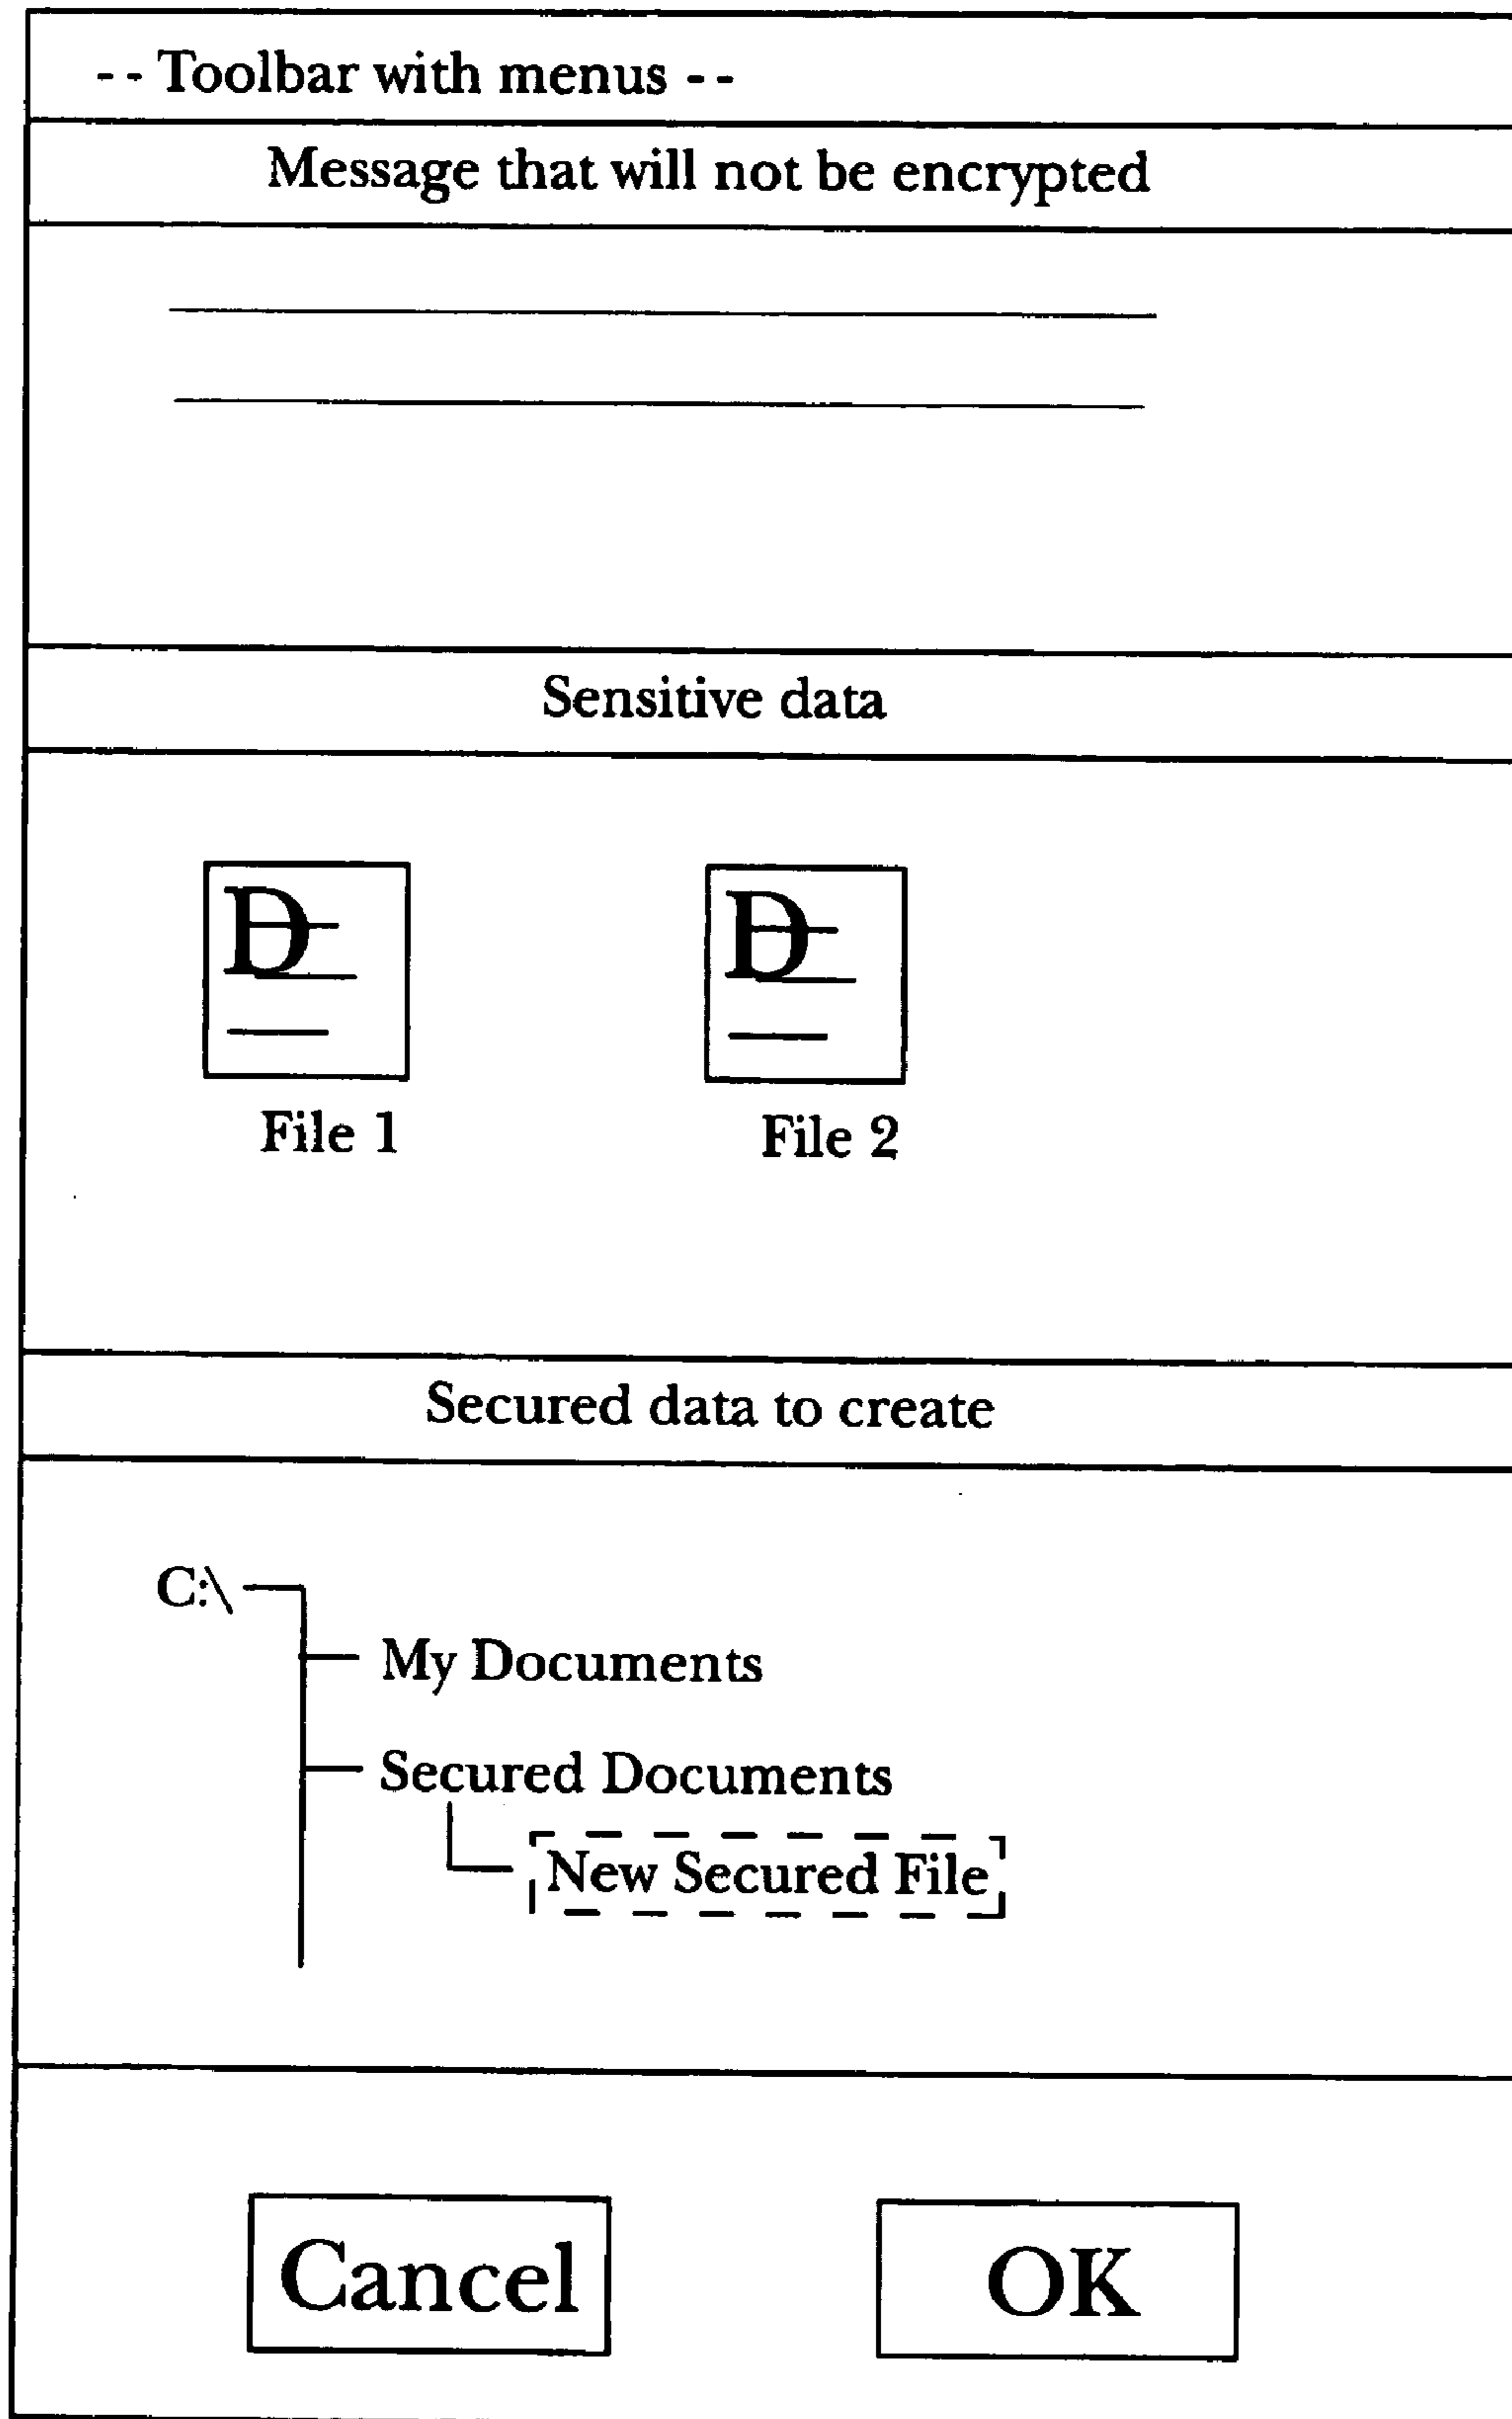 -- Toolbar with menus --
Message that will not be encrypted
Sensitive data
D D
File 1 File 2
Secured data to create
C:\
My Documents
Secured Documents
New Secured File
Cancel OK